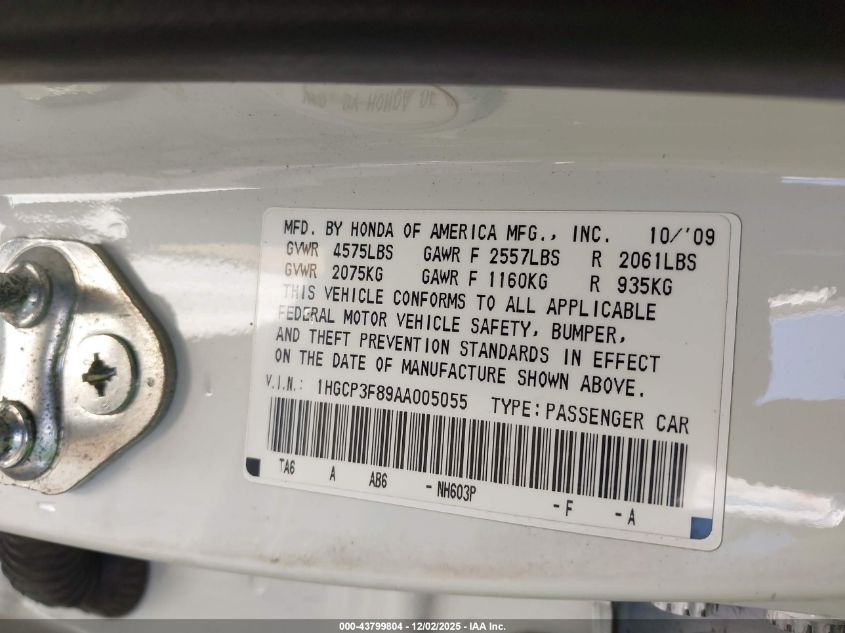 MFD. BY HONDA OF AMERICA MFG., INC. 10/'09
GVWR 4575LBS GAWR F 2557LBS R 2061LBS
GVWR 2075KG GAWR F 1160KG R 935KG
THIS VEHICLE CONFORMS TO ALL APPLICABLE
FEDERAL MOTOR VEHICLE SAFETY, BUMPER,
AND THEFT PREVENTION STANDARDS IN EFFECT
ON THE DATE OF MANUFACTURE SHOWN ABOVE.
V.I.N.: 1HGCP3F89AA005055 TYPE: PASSENGER CAR
TA6 A AB6 -NH603P -F -A
000-43799804 - 12/02/2025 - IAA Inc.